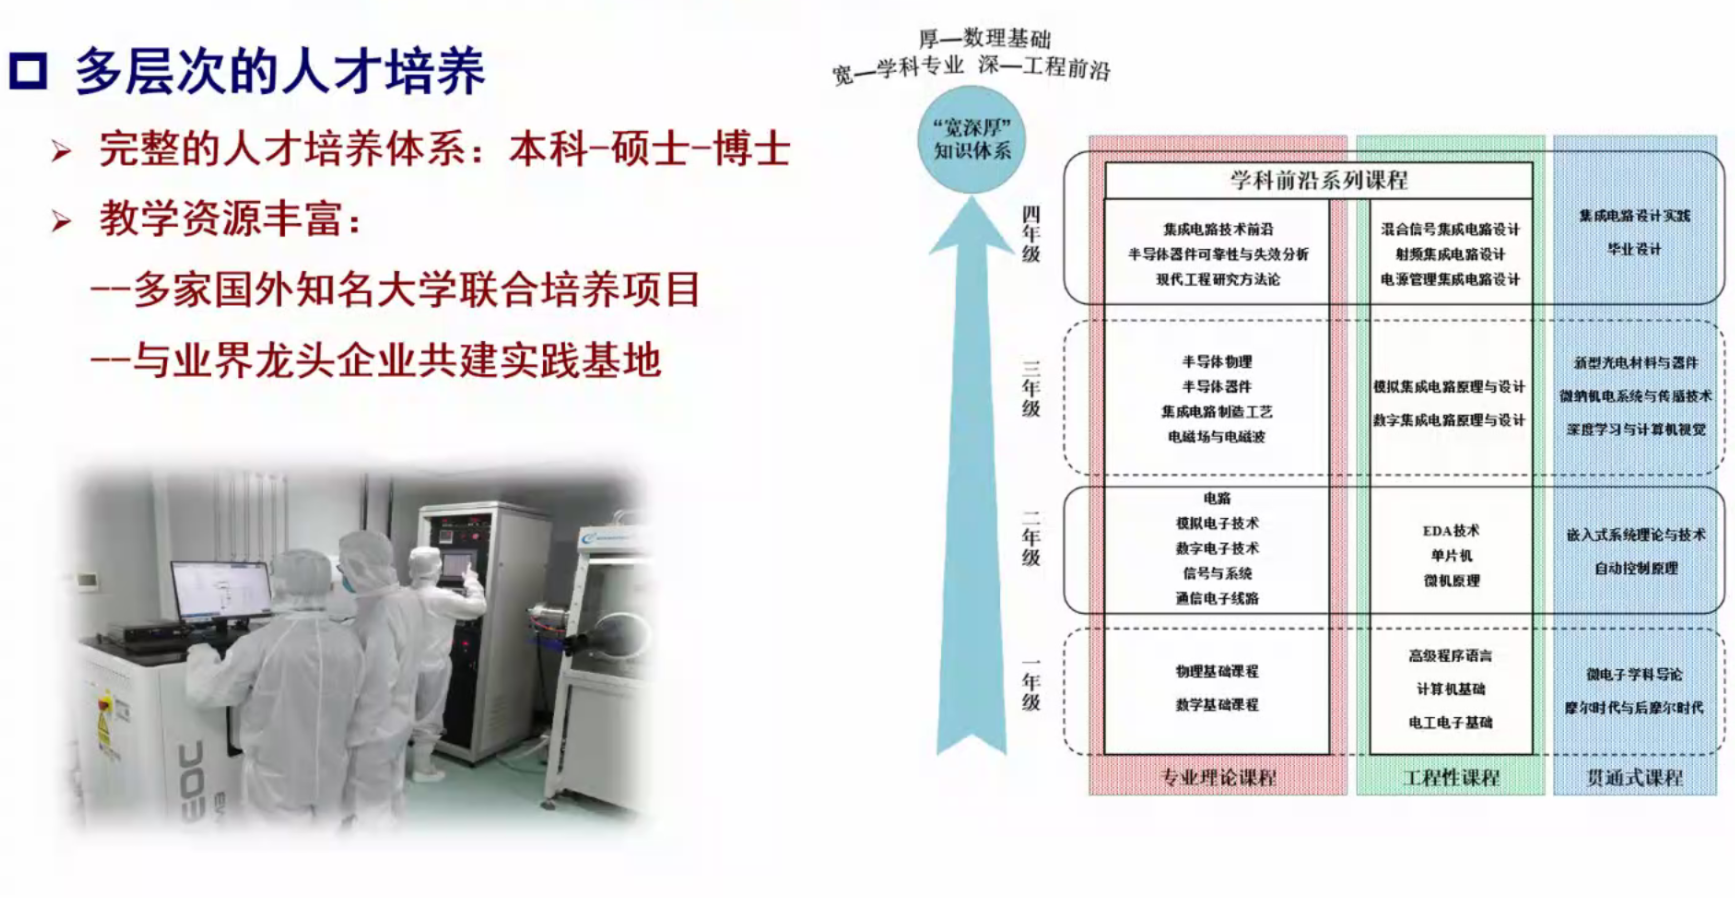 多层次的人才培养
完整的人才培养体系：本科-硕士-博士
教学资源丰富：
--多家国外知名大学联合培养项目
--与业界龙头企业共建实践基地
厚—数理基础
宽—学科专业 深—工程前沿
“宽深厚”
知识体系
四年级
学科前沿系列课程
集成电路技术前沿
半导体器件可靠性与失效分析
现代工程研究方法论
混合信号集成电路设计
射频集成电路设计
电源管理集成电路设计
集成电路设计实践
毕业设计
三年级
半导体物理
半导体器件
集成电路制造工艺
电磁场与电磁波
模拟集成电路原理与设计
数字集成电路原理与设计
新型光电材料与器件
微纳机电系统与传感技术
深度学习与计算机视觉
二年级
电路
模拟电子技术
数字电子技术
信号与系统
通信电子线路
EDA技术
单片机
微机原理
嵌入式系统理论与技术
自动控制原理
一年级
物理基础课程
数学基础课程
高级程序语言
计算机基础
电工电子基础
微电子学科导论
摩尔时代与后摩尔时代
专业理论课程
工程性课程
贯通式课程